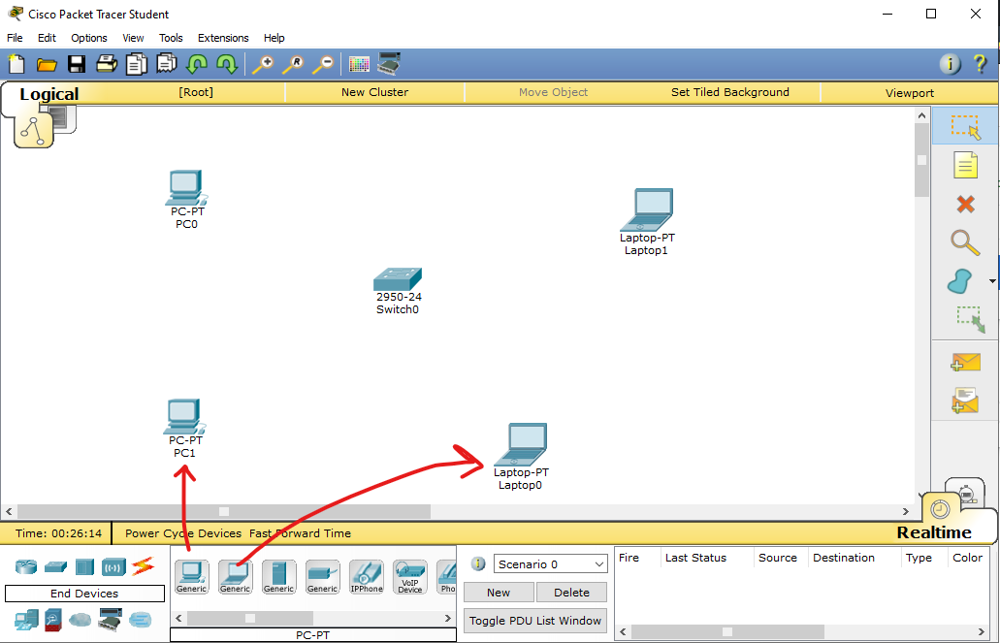 Cisco Packet Tracer Student
File Edit Options View Tools Extensions Help
Logical [Root] New Cluster Move Object Set Tiled Background Viewport
PC-PT
PC0
Laptop-PT
Laptop1
2950-24
Switch0
PC-PT
PC1
Laptop-PT
Laptop0
Realtime
Time: 00:26:14 Power Cycle Devices Fast Forward Time
End Devices
Generic Generic Generic Generic IPPhone VoIP Device Pho
PC-PT
Scenario 0
New Delete
Toggle PDU List Window
Fire Last Status Source Destination Type Color